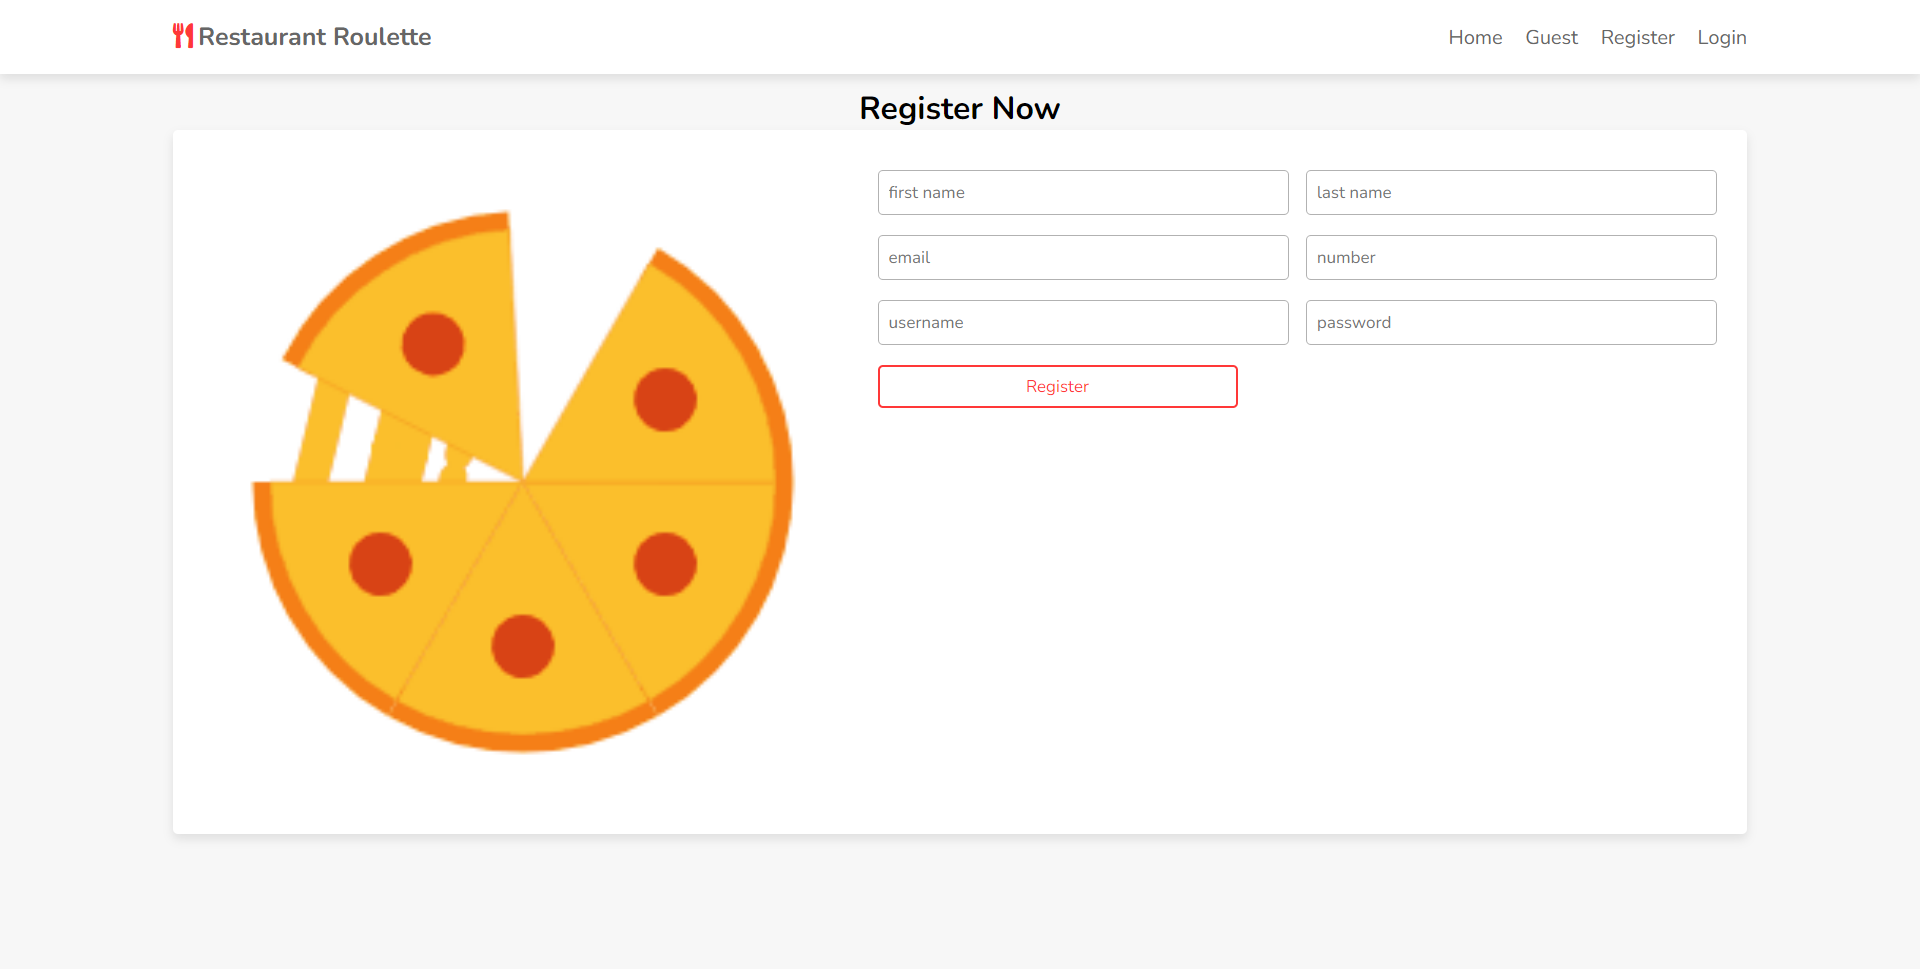 Restaurant Roulette
Home Guest Register Login
Register Now
first name last name
email number
username password
Register